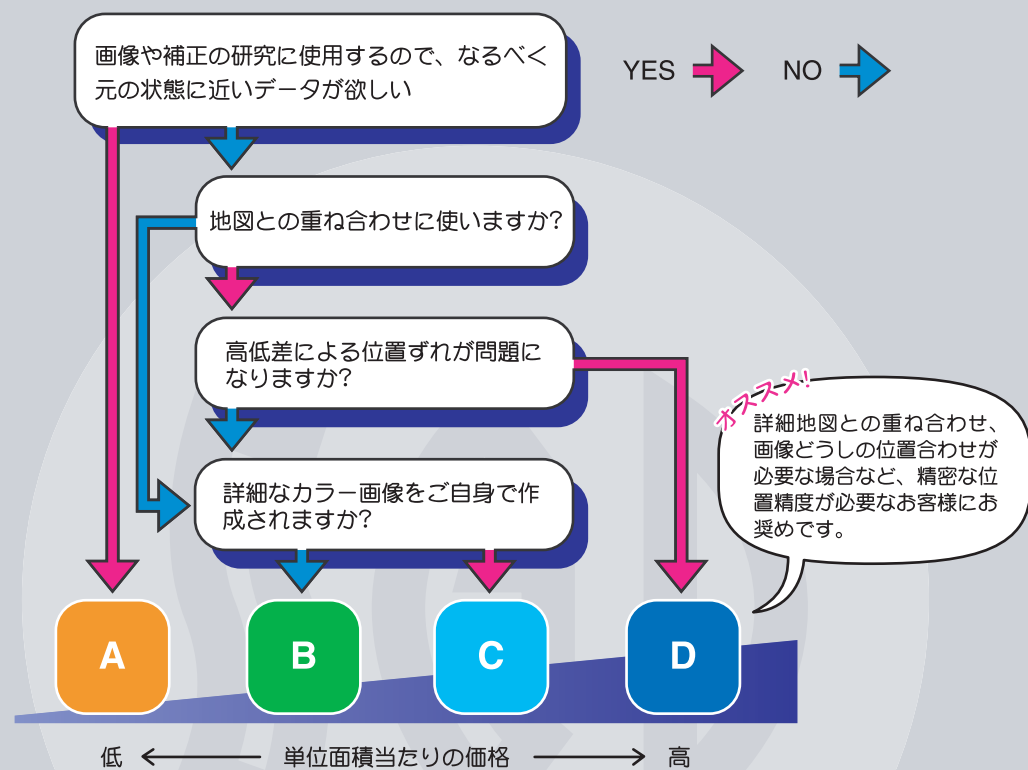 画像や補正の研究に使用するので、なるべく
元の状態に近いデータが欲しい
YES
NO
地図との重ね合わせに使いますか?
高低差による位置ずれが問題に
なりますか?
オススメ!
詳細地図との重ね合わせ、
画像どうしの位置合わせが
必要な場合など、精密な位
置精度が必要なお客様にお
奨めです。
詳細なカラー画像をご自身で作
成されますか?
A
B
C
D
低
単位面積当たりの価格
高